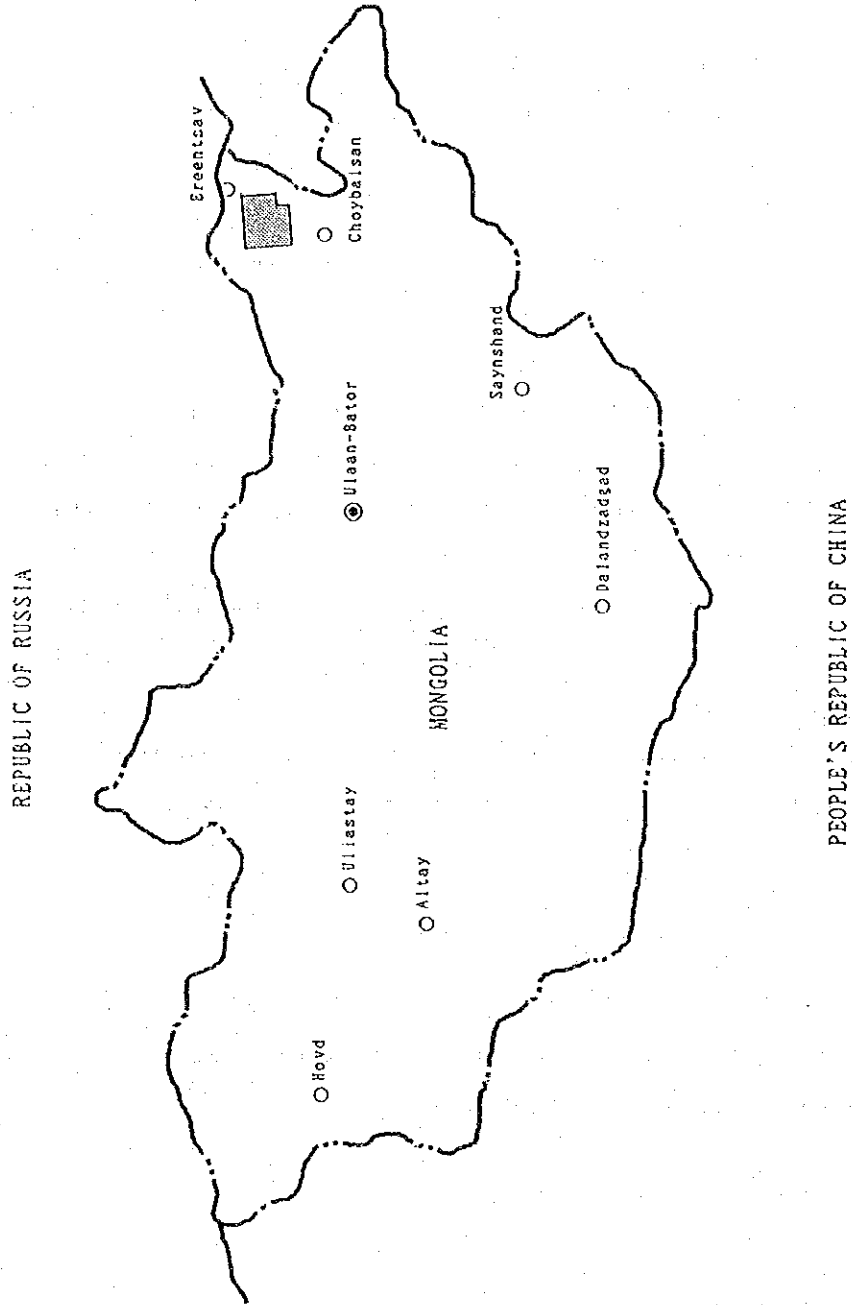 REPUBLIC OF RUSSIA
Ereentsav
Choybalsan
Ulaan-Bator
Saynshand
Dalandzadgad
MONGOLIA
Uliastay
Altay
Hovd
PEOPLE'S REPUBLIC OF CHINA